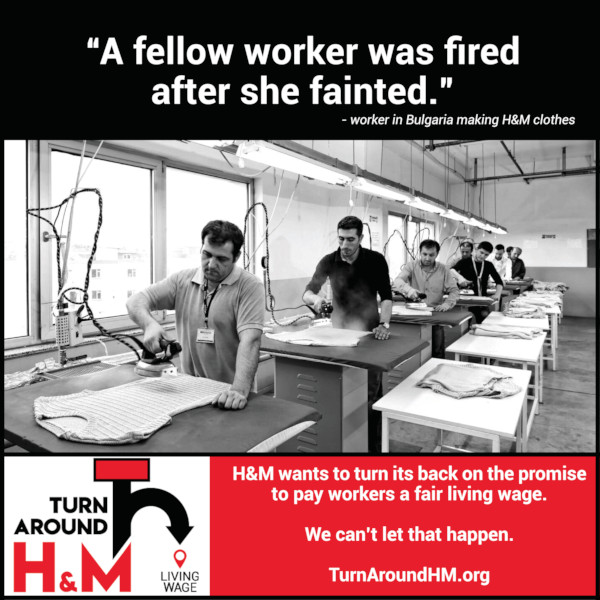 “A fellow worker was fired
after she fainted.”
- worker in Bulgaria making H&M clothes
TURN
AROUND
H&M
LIVING
WAGE
H&M wants to turn its back on the promise
to pay workers a fair living wage.
We can't let that happen.
TurnAroundHM.org